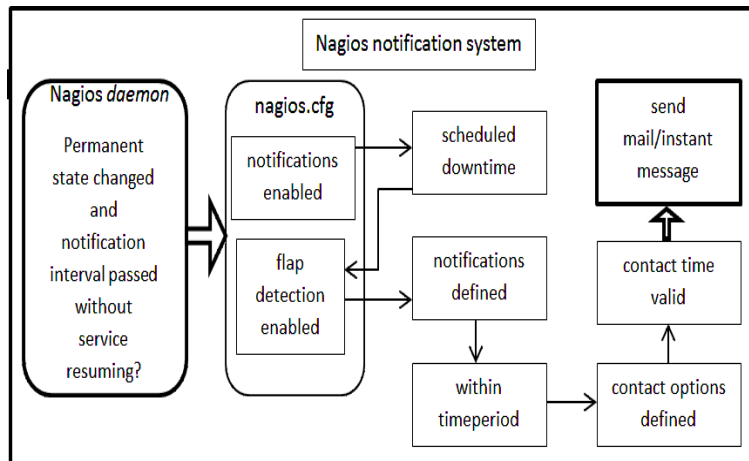 Nagios notification system
Nagios daemon
Permanent
state changed
and
notification
interval passed
without
service
resuming?
nagios.cfg
notifications
enabled
scheduled
downtime
flap
detection
enabled
notifications
defined
within
timeperiod
contact options
defined
contact time
valid
send
mail/instant
message